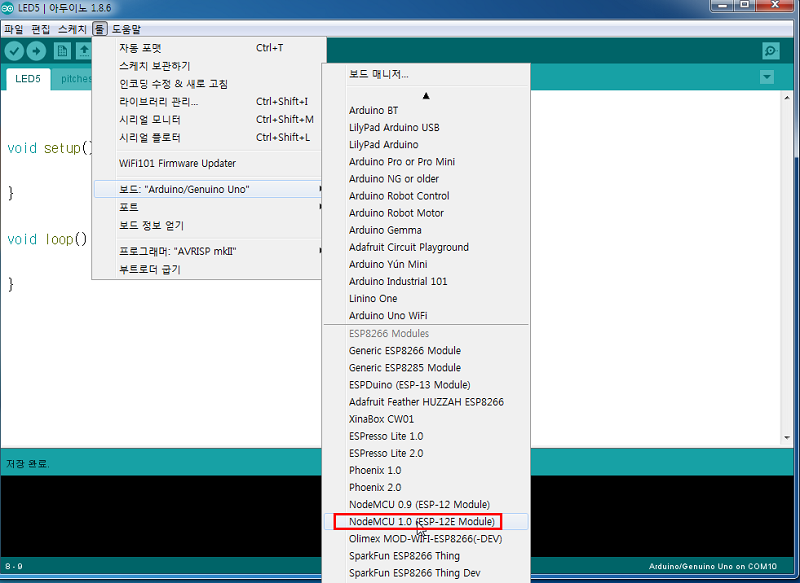 LED5 | 아두이노 1.8.6
파일 편집 스케치 툴 도움말
LED5
pitches
void setup()
}
void loop()
}
자동 포맷 Ctrl+T
스케치 보관하기
인코딩 수정 & 새로 고침
라이브러리 관리... Ctrl+Shift+I
시리얼 모니터 Ctrl+Shift+M
시리얼 플로터 Ctrl+Shift+L
WiFi101 Firmware Updater
보드: "Arduino/Genuino Uno"
포트
보드 정보 얻기
프로그래머: "AVRISP mkII"
부트로더 굽기
보드 매니저...
Arduino BT
LilyPad Arduino USB
LilyPad Arduino
Arduino Pro or Pro Mini
Arduino NG or older
Arduino Robot Control
Arduino Robot Motor
Arduino Gemma
Adafruit Circuit Playground
Arduino Yún Mini
Arduino Industrial 101
Linino One
Arduino Uno WiFi
ESP8266 Modules
Generic ESP8266 Module
Generic ESP8285 Module
ESPDuino (ESP-13 Module)
Adafruit Feather HUZZAH ESP8266
XinaBox CW01
ESPresso Lite 1.0
ESPresso Lite 2.0
Phoenix 1.0
Phoenix 2.0
NodeMCU 0.9 (ESP-12 Module)
NodeMCU 1.0 (ESP-12E Module)
Olimex MOD-WIFI-ESP8266(-DEV)
SparkFun ESP8266 Thing
SparkFun ESP8266 Thing Dev
저장 완료.
8 - 9
Arduino/Genuino Uno on COM10